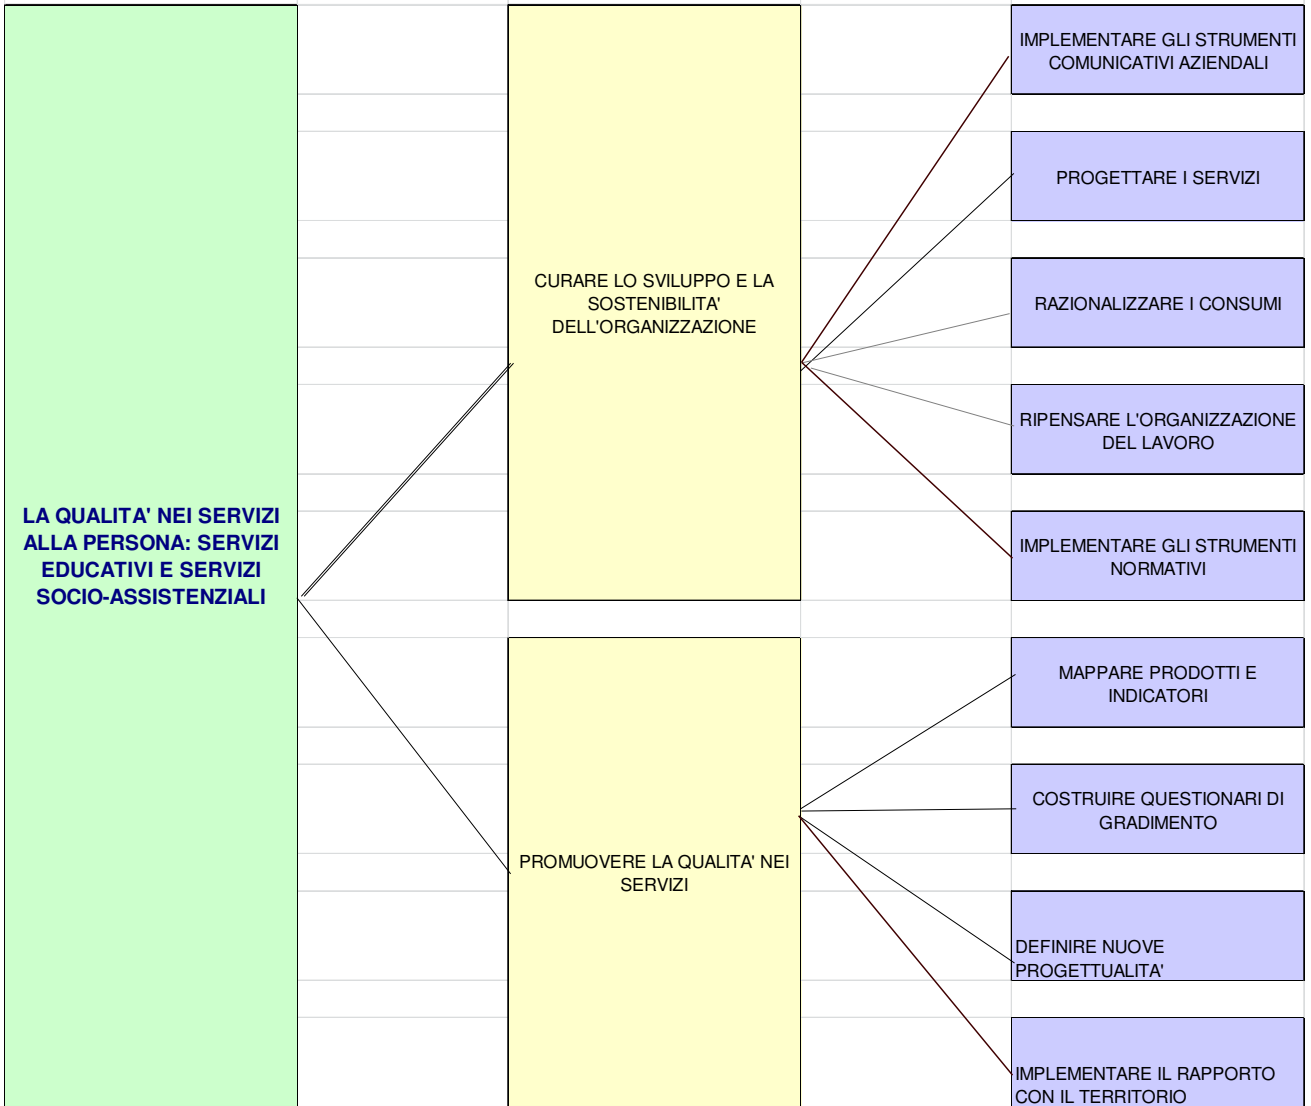 LA QUALITA' NEI SERVIZI
ALLA PERSONA: SERVIZI
EDUCATIVI E SERVIZI
SOCIO-ASSISTENZIALI
CURARE LO SVILUPPO E LA
SOSTENIBILITA'
DELL'ORGANIZZAZIONE
IMPLEMENTARE GLI STRUMENTI
COMUNICATIVI AZIENDALI
PROGETTARE I SERVIZI
RAZIONALIZZARE I CONSUMI
RIPENSARE L'ORGANIZZAZIONE
DEL LAVORO
IMPLEMENTARE GLI STRUMENTI
NORMATIVI
PROMUOVERE LA QUALITA' NEI
SERVIZI
MAPPARE PRODOTTI E
INDICATORI
COSTRUIRE QUESTIONARI DI
GRADIMENTO
DEFINIRE NUOVE
PROGETTUALITA'
IMPLEMENTARE IL RAPPORTO
CON IL TERRITORIO